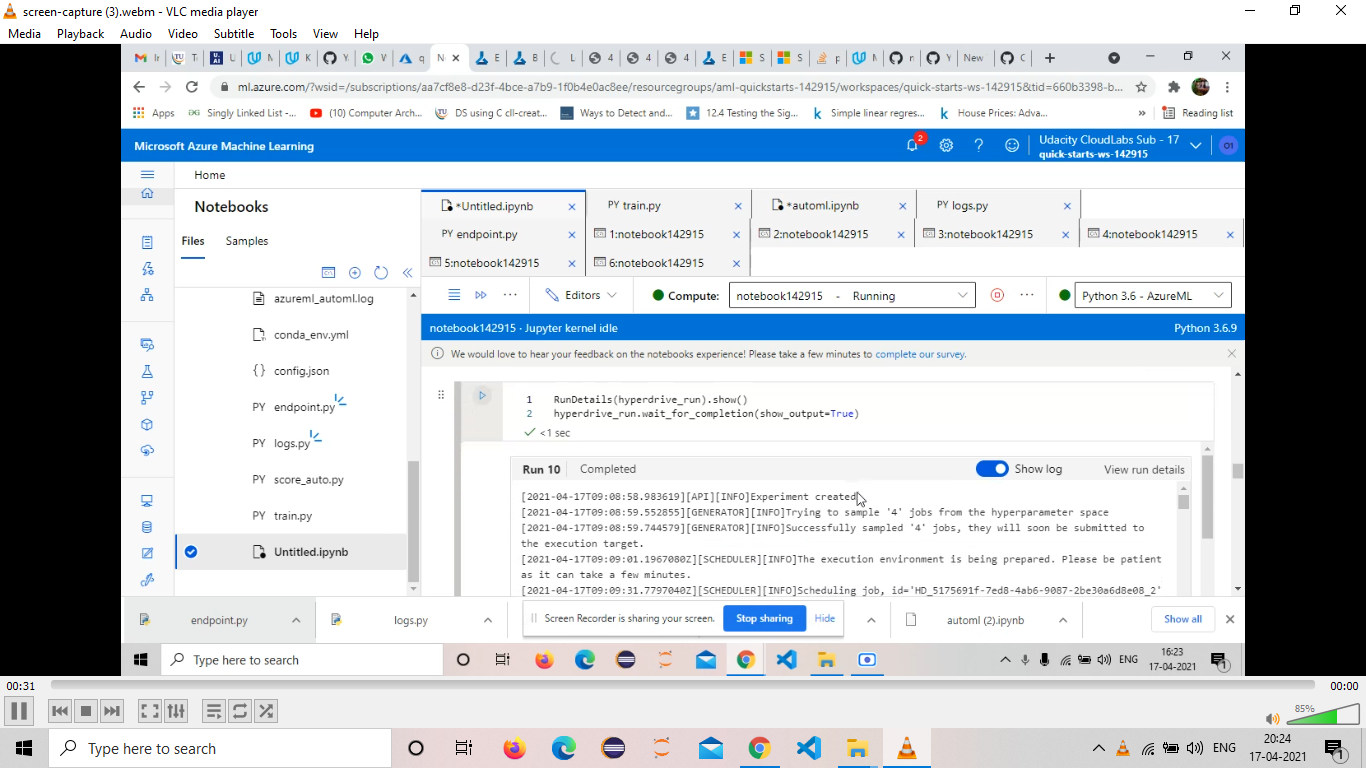 screen-capture (3).webm - VLC media player
Media Playback Audio Video Subtitle Tools View Help
ml.azure.com/?wsid=/subscriptions/aa7cf8e8-d23f-4bce-a7b9-1f0b4e0ac8ee/resourcegroups/aml-quickstarts-142915/workspaces/quick-starts-ws-142915&tid=660b3398-b...
Apps Singly Linked List -... (10) Computer Arch... DS using C cll-creat... Ways to Detect and... 12.4 Testing the Sig... Simple linear regres... House Prices: Adva... » Reading list
Microsoft Azure Machine Learning
2
Udacity CloudLabs Sub - 17
quick-starts-ws-142915
O1
Home
Notebooks
Files Samples
azureml_automl.log
conda_env.yml
{} config.json
PY endpoint.py
PY logs.py
PY score_auto.py
PY train.py
Untitled.ipynb
*Untitled.ipynb PY train.py *automl.ipynb PY logs.py
PY endpoint.py 1:notebook142915 2:notebook142915 3:notebook142915 4:notebook142915
5:notebook142915 6:notebook142915
Editors Compute: notebook142915 - Running Python 3.6 - AzureML
notebook142915 · Jupyter kernel idle Python 3.6.9
We would love to hear your feedback on the notebooks experience! Please take a few minutes to complete our survey.
1 RunDetails(hyperdrive_run).show()
2 hyperdrive_run.wait_for_completion(show_output=True)
<1 sec
Run 10 Completed Show log View run details
[2021-04-17T09:08:58.983619][API][INFO]Experiment created
[2021-04-17T09:08:59.552855][GENERATOR][INFO]Trying to sample '4' jobs from the hyperparameter space
[2021-04-17T09:08:59.744579][GENERATOR][INFO]Successfully sampled '4' jobs, they will soon be submitted to
the execution target.
[2021-04-17T09:09:01.1967080Z][SCHEDULER][INFO]The execution environment is being prepared. Please be patient
as it can take a few minutes.
[2021-04-17T09:09:31.7797040Z][SCHEDULER][INFO]Scheduling job, id='HD_5175691f-7ed8-4ab6-9087-2be30a6d8e08_2'
endpoint.py logs.py Screen Recorder is sharing your screen. Stop sharing Hide automl (2).ipynb Show all
Type here to search ENG 16:23
17-04-2021 1
00:31 00:00
85%
Type here to search ENG 20:24
17-04-2021 1